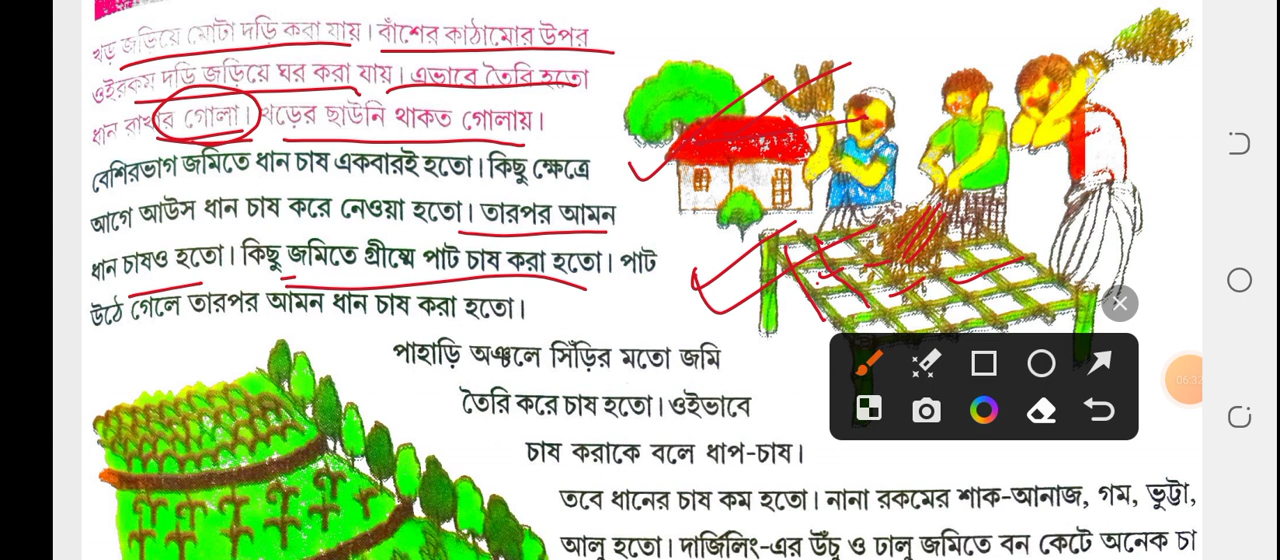 খড় জড়িয়ে মোটা দড়ি করা যায়। বাঁশের কাঠামোর উপর
ওইরকম দড়ি জড়িয়ে ঘর করা যায়। এভাবে তৈরি হতো
ধান রাখার গোলা। খড়ের ছাউনি থাকত গোলায়।
বেশিরভাগ জমিতে ধান চাষ একবারই হতো। কিছু ক্ষেত্রে
আগে আউস ধান চাষ করে নেওয়া হতো। তারপর আমন
ধান চাষও হতো। কিছু জমিতে গ্রীষ্মে পাট চাষ করা হতো। পাট
উঠে গেলে তারপর আমন ধান চাষ করা হতো।
পাহাড়ি অঞ্চলে সিঁড়ির মতো জমি
তৈরি করে চাষ হতো। ওইভাবে
চাষ করাকে বলে ধাপ-চাষ।
তবে ধানের চাষ কম হতো। নানা রকমের শাক-আনাজ, গম, ভুট্টা,
আলু হতো। দার্জিলিং-এর উঁচু ও ঢালু জমিতে বন কেটে অনেক চা
06:32